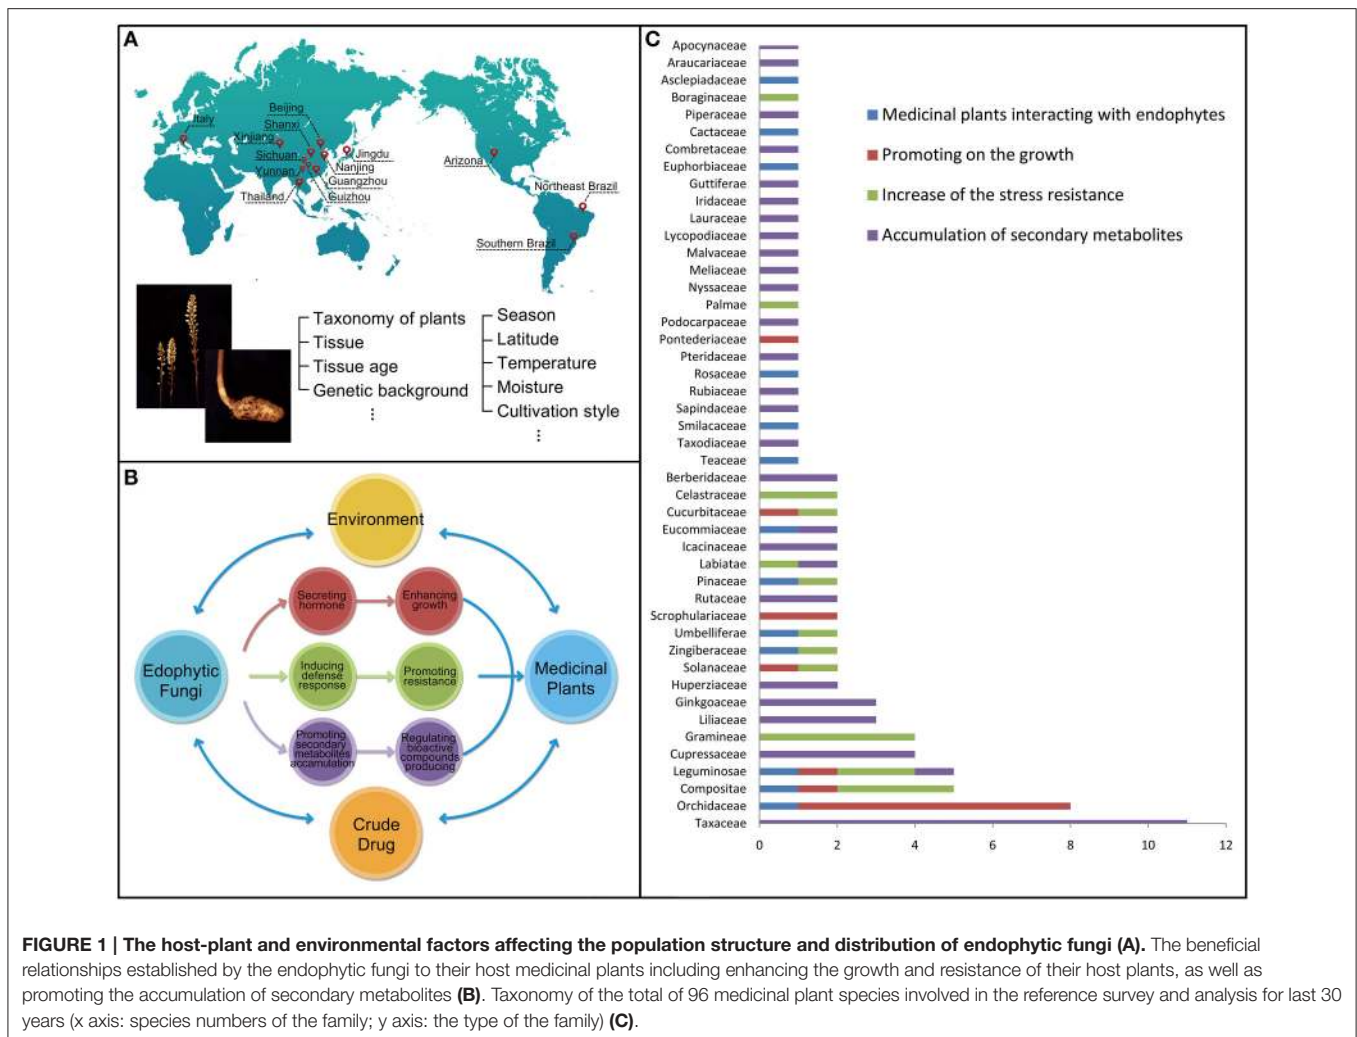 A
Italy
Beijing
Shanxi
Xinjiang
Sichuan
Yunnan
Thailand
Jingdu
Nanjing
Guangzhou
Guizhou
Arizona
Northeast Brazil
Southern Brazil
Taxonomy of plants
Tissue
Tissue age
Genetic background
⋮
Season
Latitude
Temperature
Moisture
Cultivation style
⋮
B
Environment
Secreting
hormone
Enhancing
growth
Edophytic
Fungi
Inducing
defense
response
Promoting
resistance
Medicinal
Plants
Promoting
secondary
metabolites
accamulation
Regulating
bioactive
compounds
producing
Crude
Drug
C
Apocynaceae
Araucariaceae
Asclepiadaceae
Boraginaceae
Piperaceae
Cactaceae
Combretaceae
Euphorbiaceae
Guttiferae
Iridaceae
Lauraceae
Lycopodiaceae
Malvaceae
Meliaceae
Nyssaceae
Palmae
Podocarpaceae
Pontederiaceae
Pteridaceae
Rosaceae
Rubiaceae
Sapindaceae
Smilacaceae
Taxodiaceae
Teaceae
Berberidaceae
Celastraceae
Cucurbitaceae
Eucommiaceae
Icacinaceae
Labiatae
Pinaceae
Rutaceae
Scrophulariaceae
Umbelliferae
Zingiberaceae
Solanaceae
Huperziaceae
Ginkgoaceae
Liliaceae
Gramineae
Cupressaceae
Leguminosae
Compositae
Orchidaceae
Taxaceae
0 2 4 6 8 10 12
Medicinal plants interacting with endophytes
Promoting on the growth
Increase of the stress resistance
Accumulation of secondary metabolites
FIGURE 1 | The host-plant and environmental factors affecting the population structure and distribution of endophytic fungi (A). The beneficial
relationships established by the endophytic fungi to their host medicinal plants including enhancing the growth and resistance of their host plants, as well as
promoting the accumulation of secondary metabolites (B). Taxonomy of the total of 96 medicinal plant species involved in the reference survey and analysis for last 30
years (x axis: species numbers of the family; y axis: the type of the family) (C).